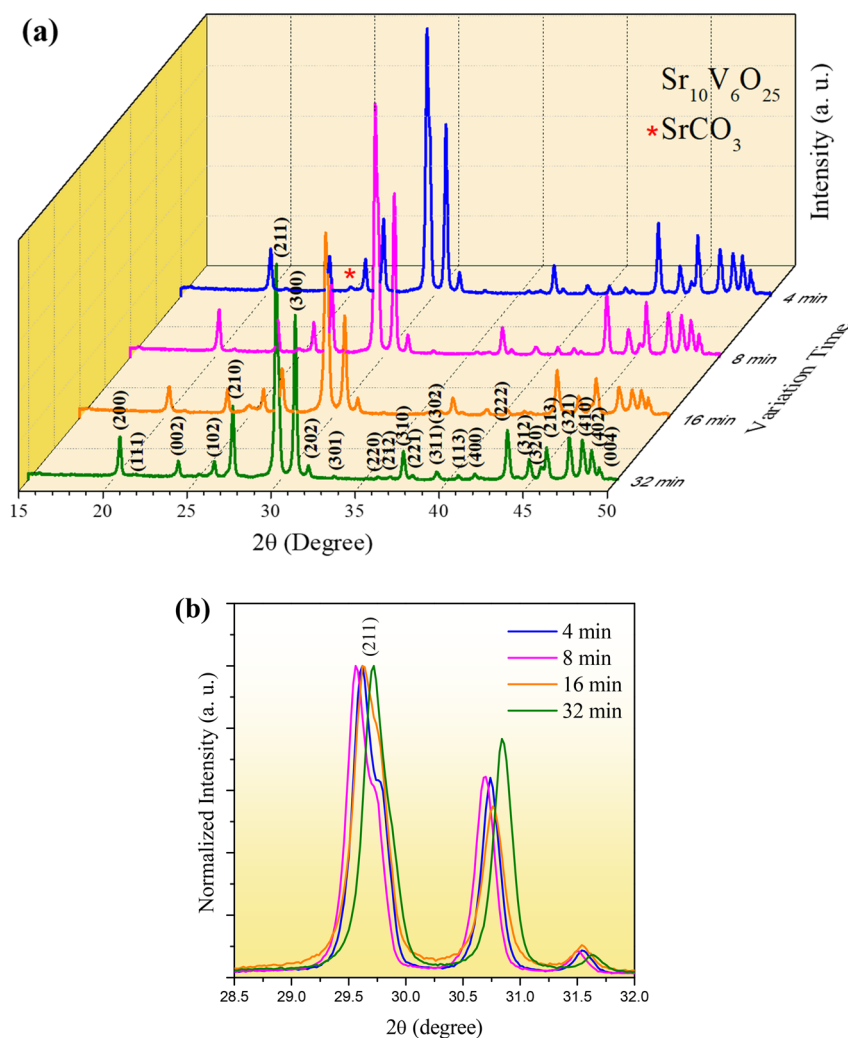 (a)
Sr₁₀V₆O₂₅
*SrCO₃
Intensity (a. u.)
4 min
8 min
16 min
32 min
Variation Time
(200)
(111)
(002)
(102)
(210)
(211)
(300)
(202)
(301)
(220)
(212)
(310)
(221)
(311)
(302)
(113)
(400)
(222)
(312)
(320)
(213)
(321)
(410)
(402)
(004)
15 20 25 30 35 40 45 50
2θ (Degree)
(b)
(211)
4 min
8 min
16 min
32 min
Normalized Intensity (a. u.)
28.5 29.0 29.5 30.0 30.5 31.0 31.5 32.0
2θ (degree)